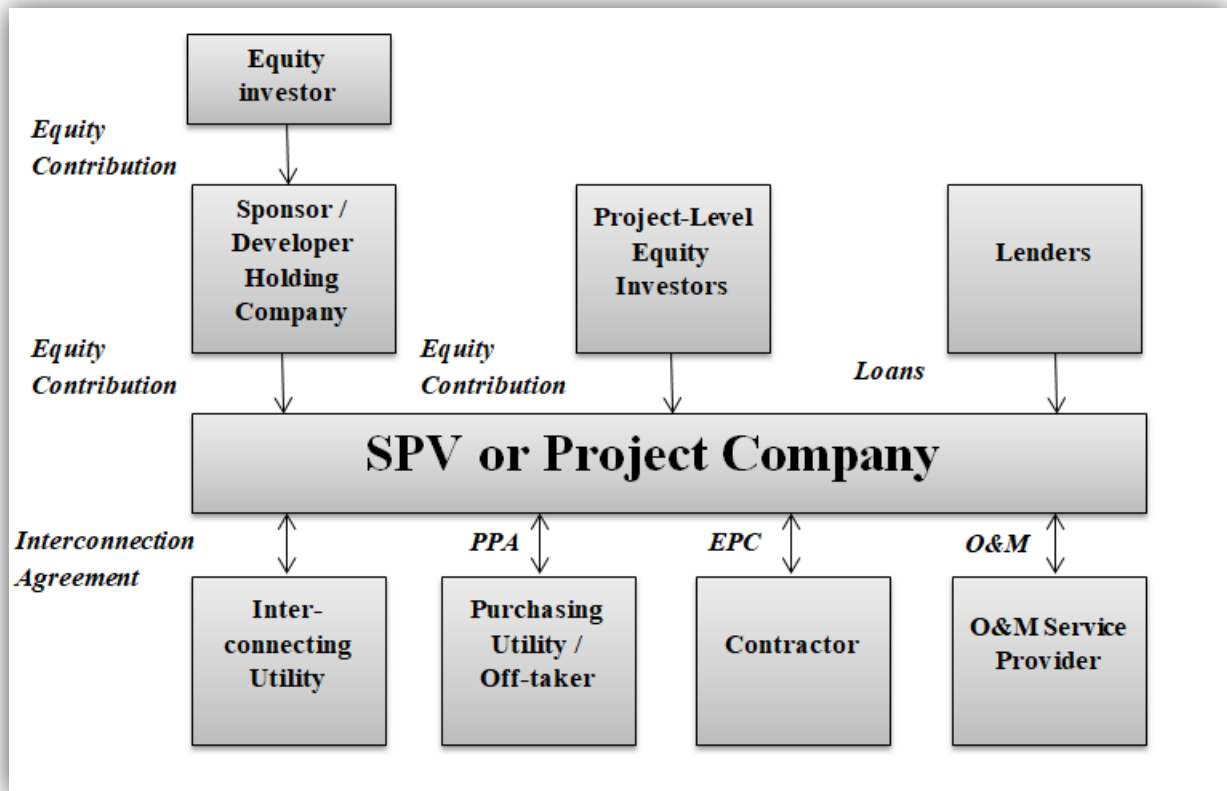 Equity
investor
Equity
Contribution
Sponsor /
Developer
Holding
Company
Project-Level
Equity
Investors
Lenders
Equity
Contribution
Equity
Contribution
Loans
SPV or Project Company
Interconnection
Agreement
PPA
EPC
O&M
Inter-
connecting
Utility
Purchasing
Utility /
Off-taker
Contractor
O&M Service
Provider